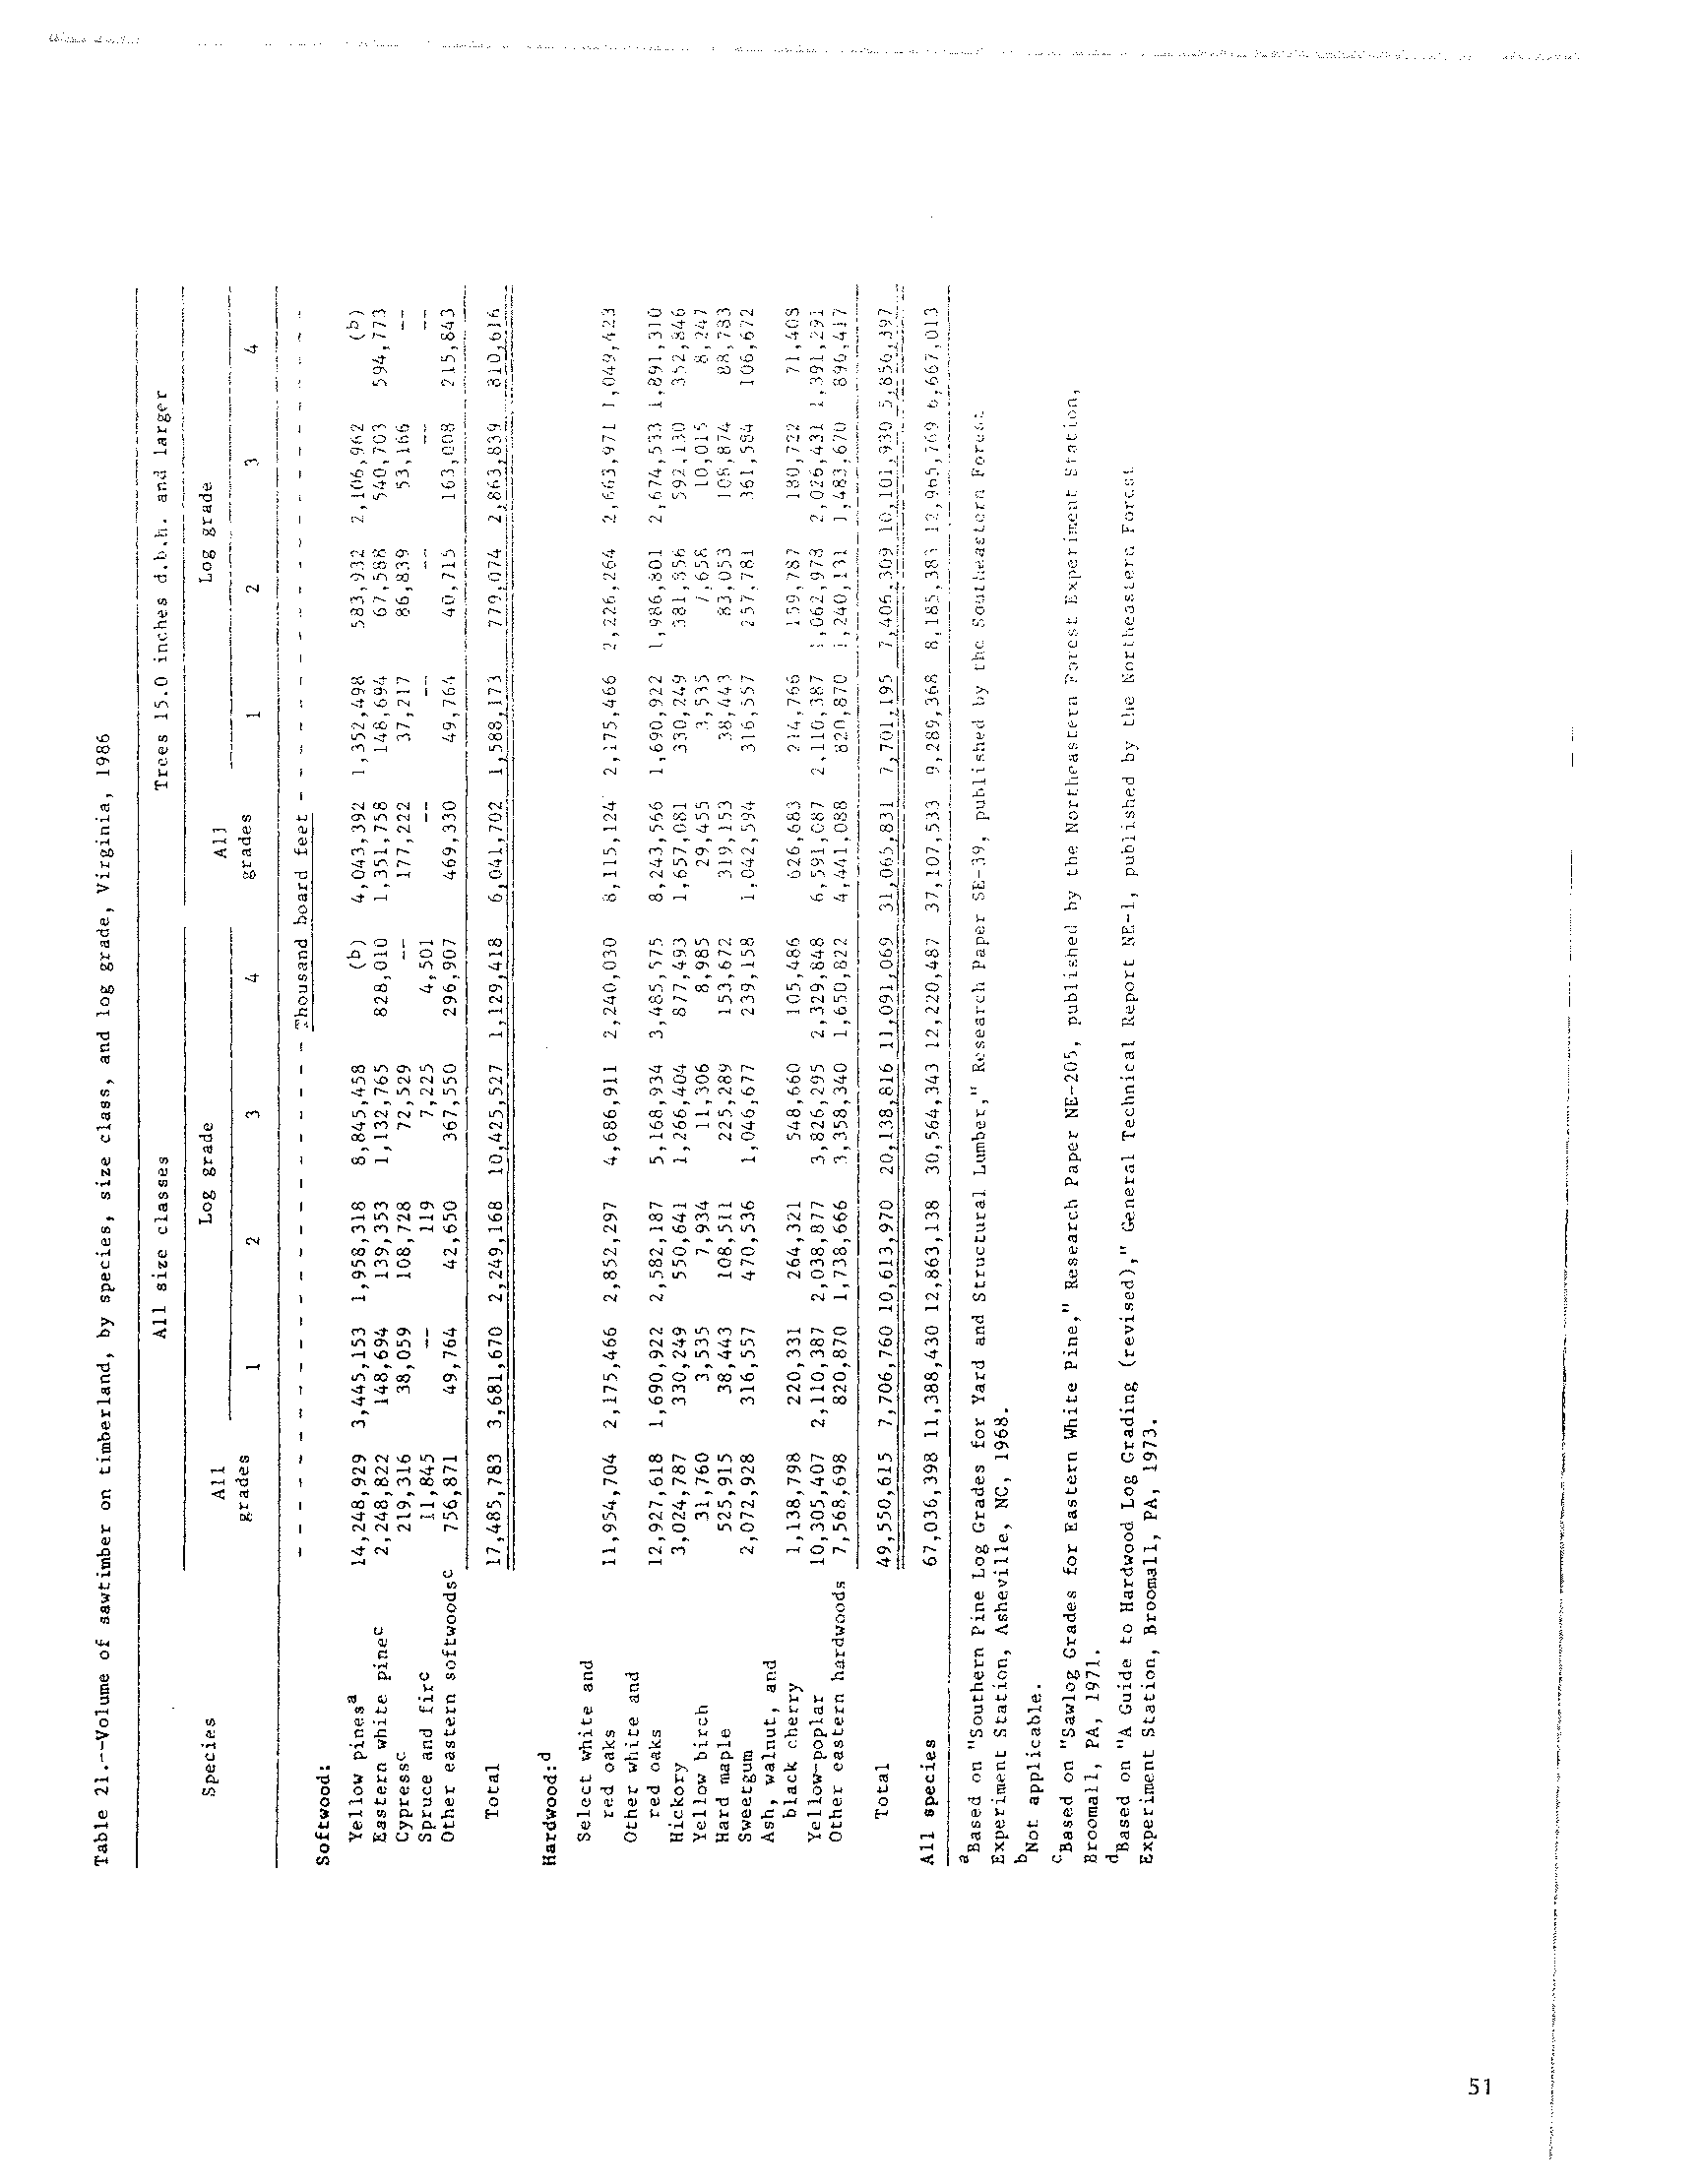 Table 21.--Volume of sawtimber on timberland, by species, size class, and log grade, Virginia, 1986
All size classes Trees 15.0 inches d.b.h. and larger
Species All grades Log grade All grades Log grade
1 2 3 4 1 2 3 4
- - - - - - - - - - Thousand board feet - - - - - - - - - -
Softwood:
Yellow pines^a 14,248,929 3,445,153 1,958,318 8,845,458 (b) 4,043,392 1,352,498 583,932 2,106,962 (b)
Eastern white pine^c 2,248,822 148,694 139,353 1,132,765 828,010 1,351,758 148,694 67,588 540,703 594,773
Cypress^c 219,316 38,059 108,728 72,529 -- 177,222 37,217 86,839 53,166 --
Spruce and fir^c 11,845 -- 119 7,225 4,501 -- -- -- -- --
Other eastern softwoods^c 756,871 49,764 42,650 367,550 296,907 469,330 49,764 40,715 163,008 215,843
Total 17,485,783 3,681,670 2,249,168 10,425,527 1,129,418 6,041,702 1,588,173 779,074 2,863,839 810,616
Hardwood:^d
Select white and
red oaks 11,954,704 2,175,466 2,852,297 4,686,911 2,240,030 8,115,124 2,175,466 2,226,264 2,663,971 1,049,423
Other white and
red oaks 12,927,618 1,690,922 2,582,187 5,168,934 3,485,575 8,243,566 1,690,922 1,986,801 2,674,533 1,891,310
Hickory 3,024,787 330,249 550,641 1,266,404 877,493 1,657,081 330,249 381,856 592,130 352,846
Yellow birch 31,760 3,535 7,934 11,306 8,985 29,455 3,535 7,658 10,015 8,247
Hard maple 525,915 38,443 108,511 225,289 153,672 319,153 38,443 83,053 108,874 88,783
Sweetgum 2,072,928 316,557 470,536 1,046,677 239,158 1,042,594 316,557 257,781 361,584 106,672
Ash, walnut, and
black cherry 1,138,798 220,331 264,321 548,660 105,486 626,683 214,766 159,787 180,722 71,408
Yellow-poplar 10,305,407 2,110,387 2,038,877 3,826,295 2,329,848 6,591,087 2,110,387 1,062,978 2,026,431 1,391,291
Other eastern hardwoods 7,568,698 820,870 1,738,666 3,358,340 1,650,822 4,441,088 820,870 1,240,131 1,483,670 896,417
Total 49,550,615 7,706,760 10,613,970 20,138,816 11,091,069 31,065,831 7,701,195 7,406,309 10,101,930 5,856,397
All species 67,036,398 11,388,430 12,863,138 30,564,343 12,220,487 37,107,533 9,289,368 8,185,383 12,965,769 6,667,013
^a Based on "Southern Pine Log Grades for Yard and Structural Lumber," Research Paper SE-39, published by the Southeastern Forest
Experiment Station, Asheville, NC, 1968.
^b Not applicable.
^c Based on "Sawlog Grades for Eastern White Pine," Research Paper NE-205, published by the Northeastern Forest Experiment Station,
Broomall, PA, 1971.
^d Based on "A Guide to Hardwood Log Grading (revised)," General Technical Report NE-1, published by the Northeastern Forest
Experiment Station, Broomall, PA, 1973.
51